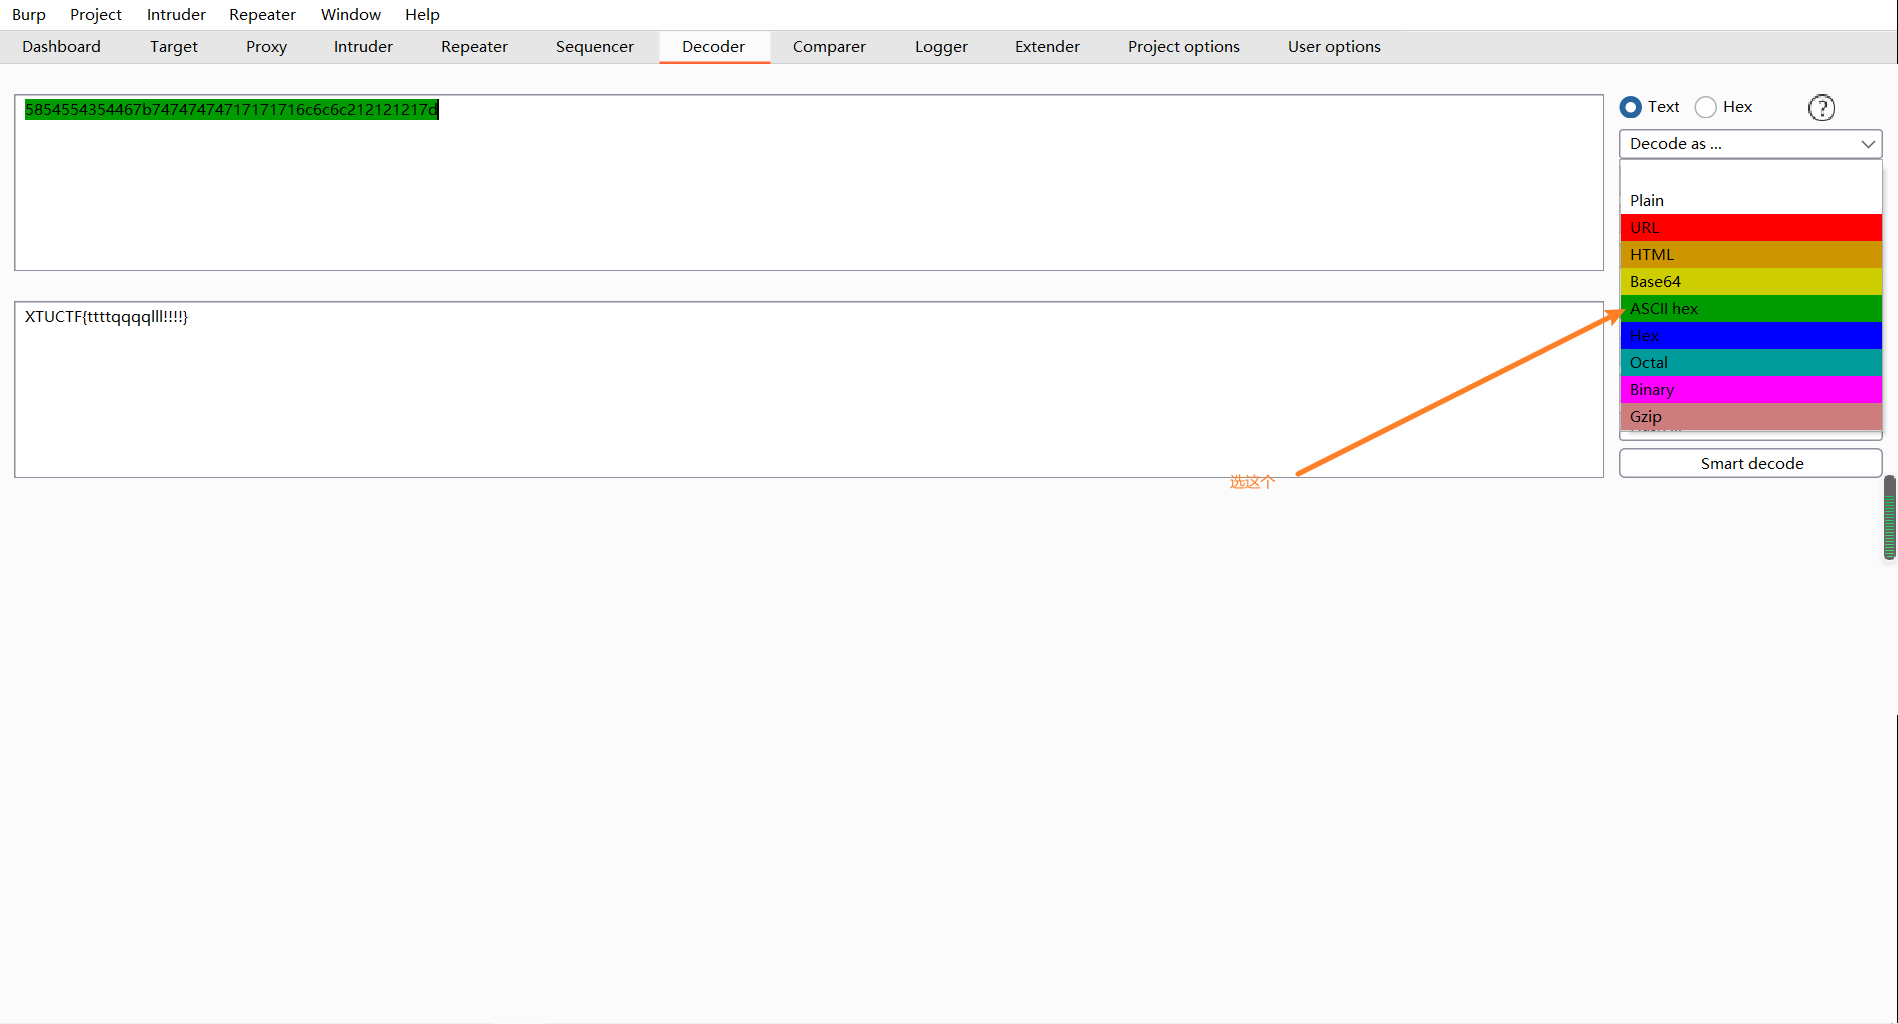 Burp Project Intruder Repeater Window Help
Dashboard Target Proxy Intruder Repeater Sequencer Decoder Comparer Logger Extender Project options User options
5854554354467b74747474717171716c6c6c212121217d
Text Hex ?
Decode as ...
Plain
URL
HTML
Base64
ASCII hex
XTUCTF{ttttqqqqlll!!!!}
Hex
Octal
Binary
Gzip
Smart decode
选这个